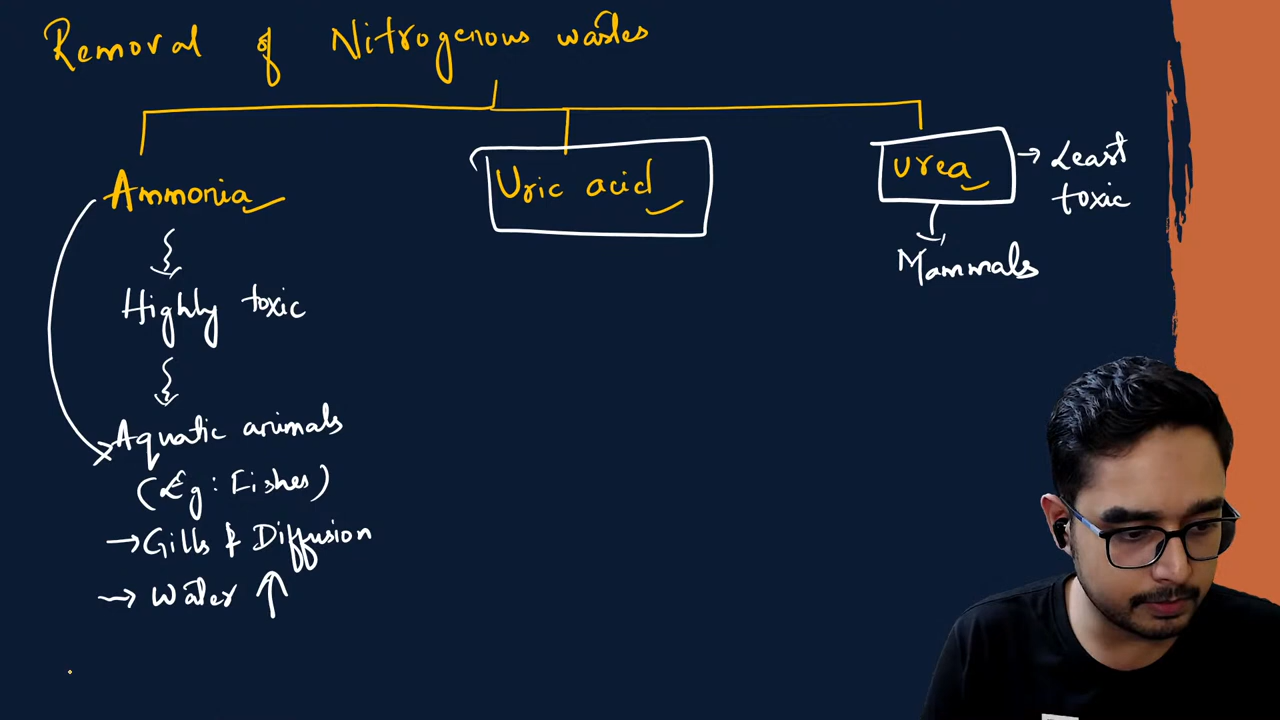 Removal of Nitrogenous wastes
Ammonia
Uric acid
urea → Least toxic
Mammals
Highly toxic
Aquatic animals
(Eg: Fishes)
→ Gills & Diffusion
→ Water ↑